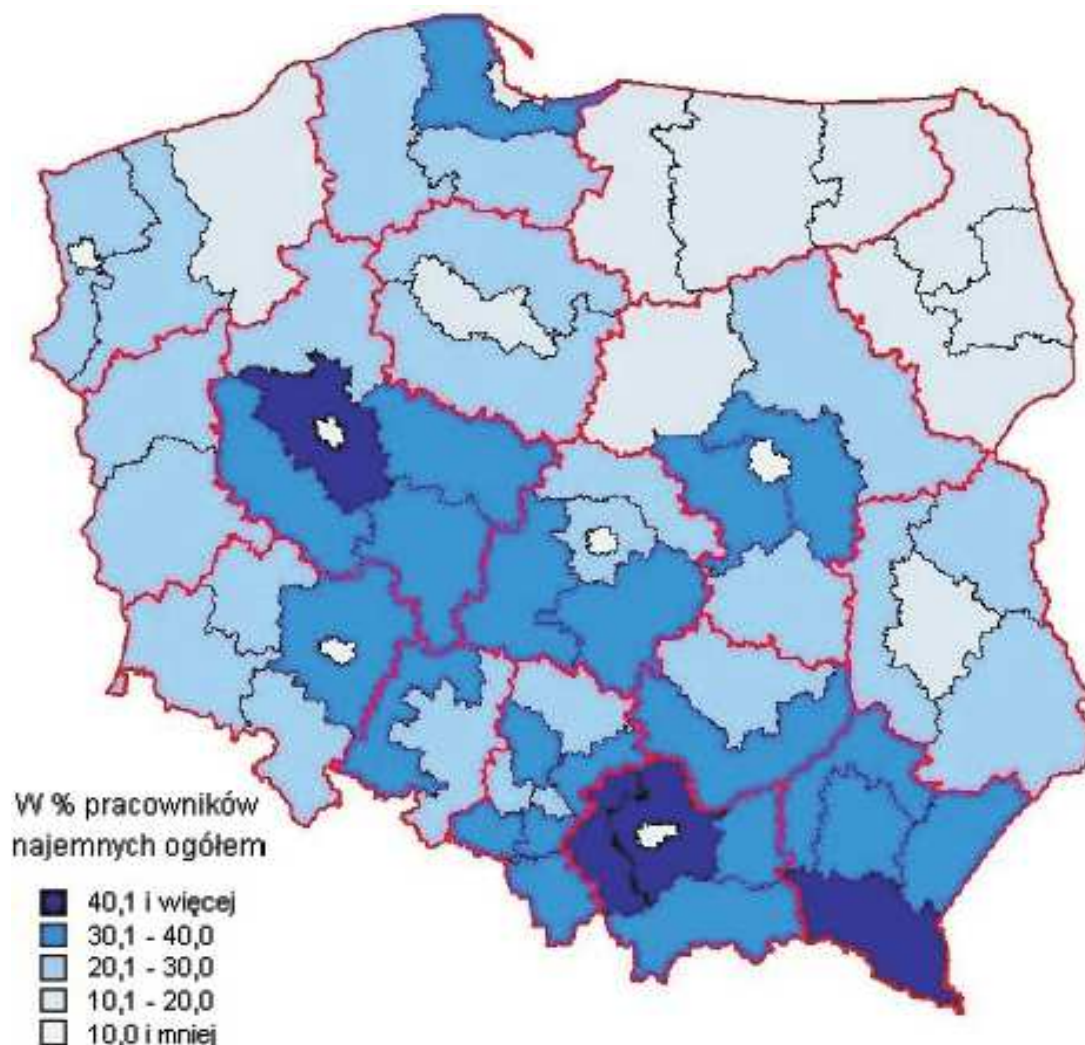 W % pracowników
najemnych ogółem
40,1 i więcej
30,1 - 40,0
20,1 - 30,0
10,1 - 20,0
10,0 i mniej